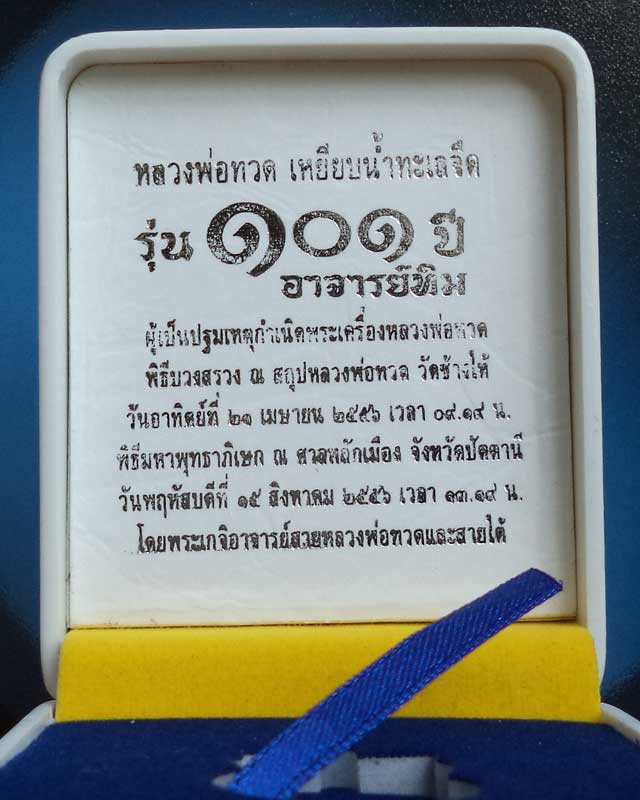 หลวงพ่อทวด เหยียบน้ำทะเลจืด
รุ่น ๑๐๑ ปี
อาจารย์ทิม
ผู้เป็นปฐมเหตุกำเนิดพระเครื่องหลวงพ่อทวด
พิธีบวงสรวง ณ สถูปหลวงพ่อทวด วัดช้างให้
วันอาทิตย์ที่ ๒๑ เมษายน ๒๕๕๖ เวลา ๐๙.๑๙ น.
พิธีมหาพุทธาภิเษก ณ ศาลหลักเมือง จังหวัดปัตตานี
วันพฤหัสบดีที่ ๑๕ สิงหาคม ๒๕๕๖ เวลา ๑๓.๑๙ น.
โดยพระเกจิอาจารย์สายหลวงพ่อทวดและสายใต้